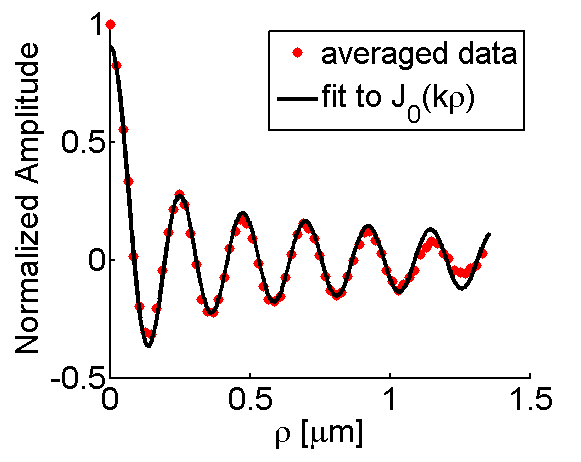 1
averaged data
fit to J₀(kρ)
0.5
0
-0.5
0
0.5
1
1.5
Normalized Amplitude
ρ [μm]